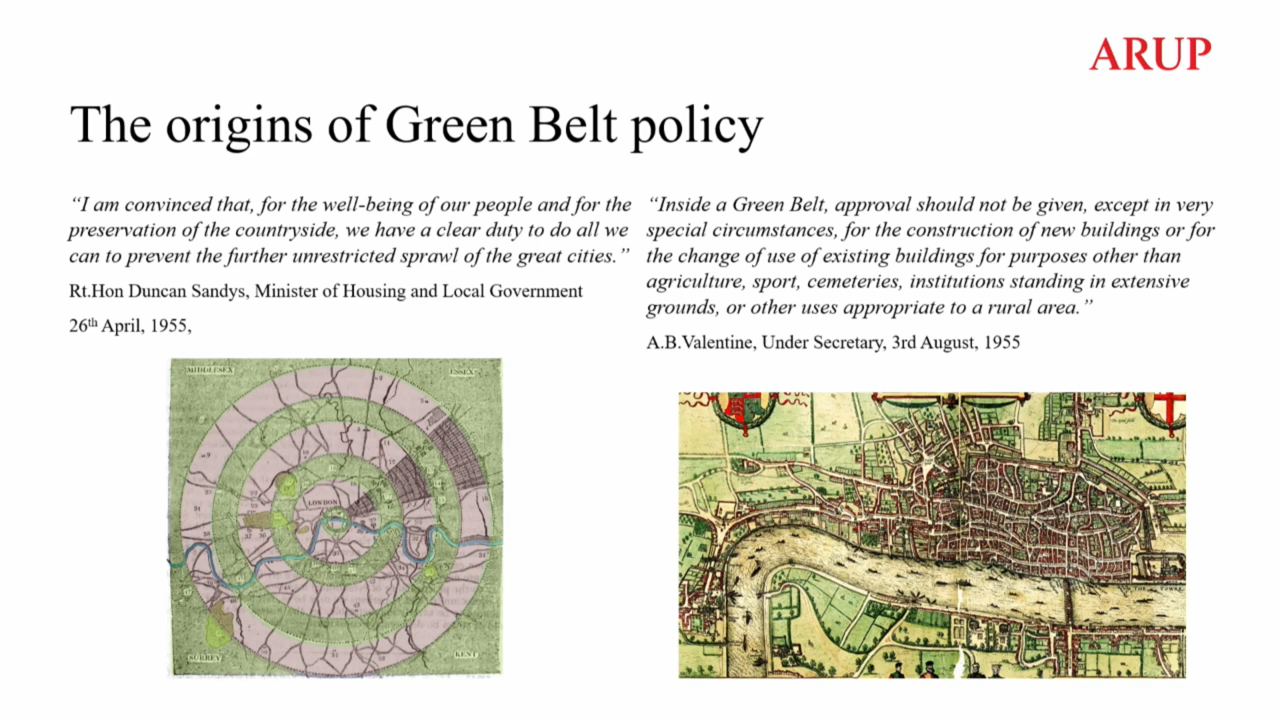 ARUP
The origins of Green Belt policy
“I am convinced that, for the well-being of our people and for the
preservation of the countryside, we have a clear duty to do all we
can to prevent the further unrestricted sprawl of the great cities.”
Rt.Hon Duncan Sandys, Minister of Housing and Local Government
26th April, 1955,
“Inside a Green Belt, approval should not be given, except in very
special circumstances, for the construction of new buildings or for
the change of use of existing buildings for purposes other than
agriculture, sport, cemeteries, institutions standing in extensive
grounds, or other uses appropriate to a rural area.”
A.B.Valentine, Under Secretary, 3rd August, 1955
MIDDLESEX
ESSEX
LONDON
SURREY
KENT